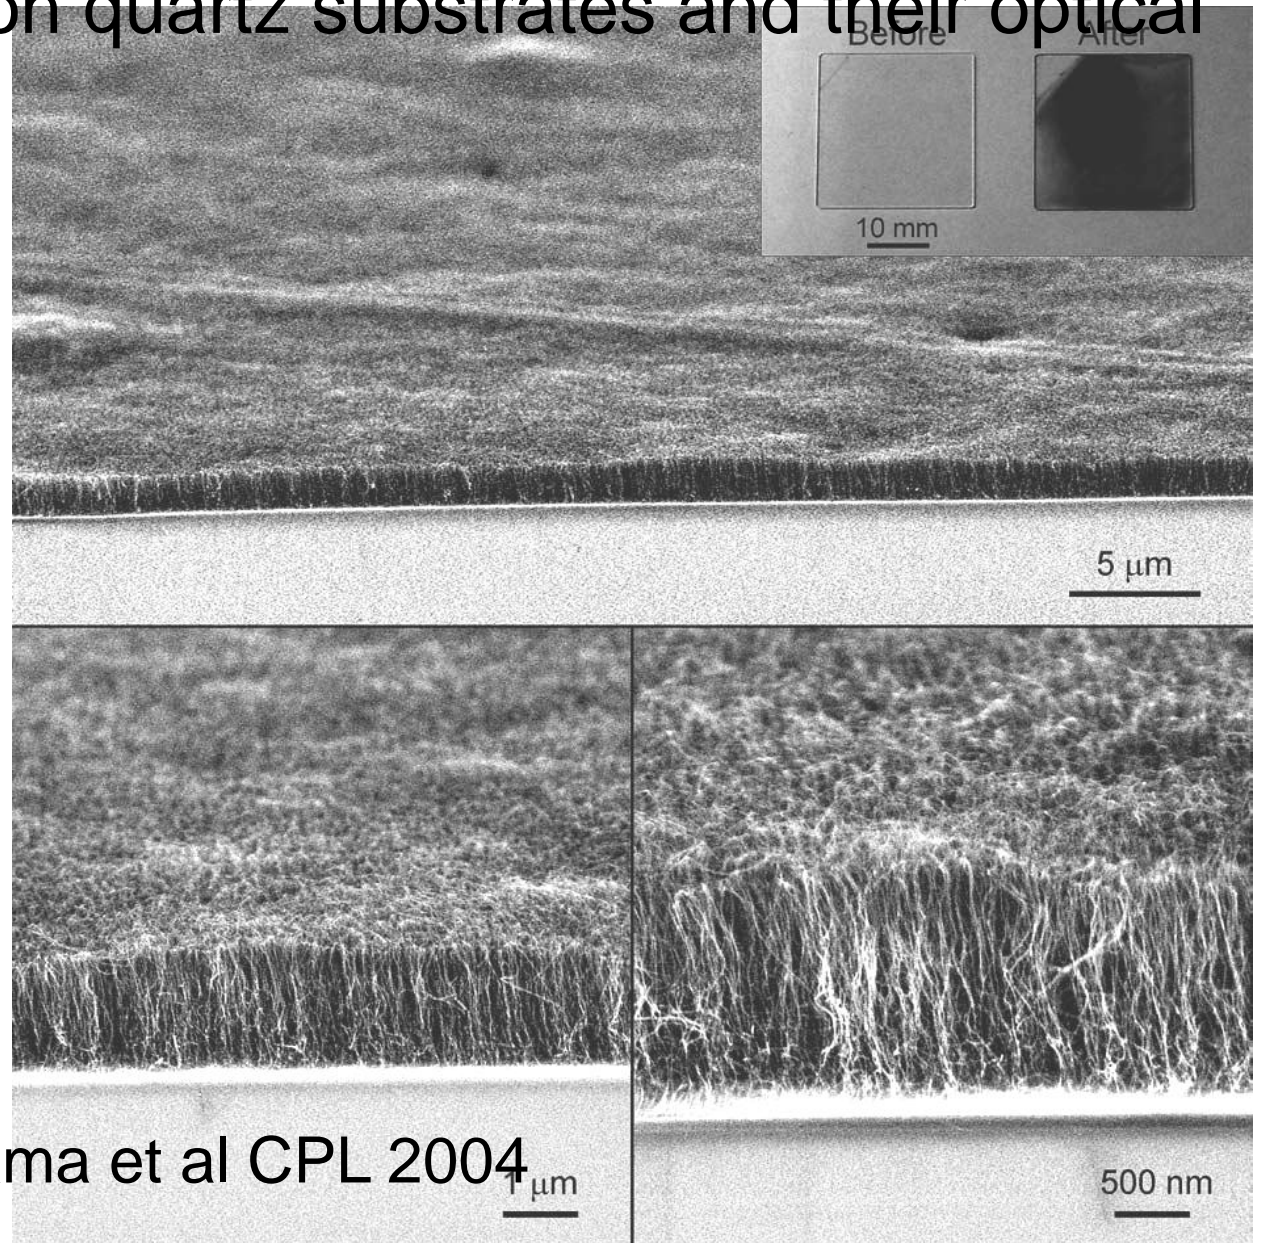 on quartz substrates and their optical
Before After
10 mm
5 μm
ma et al CPL 2004
1 μm
500 nm